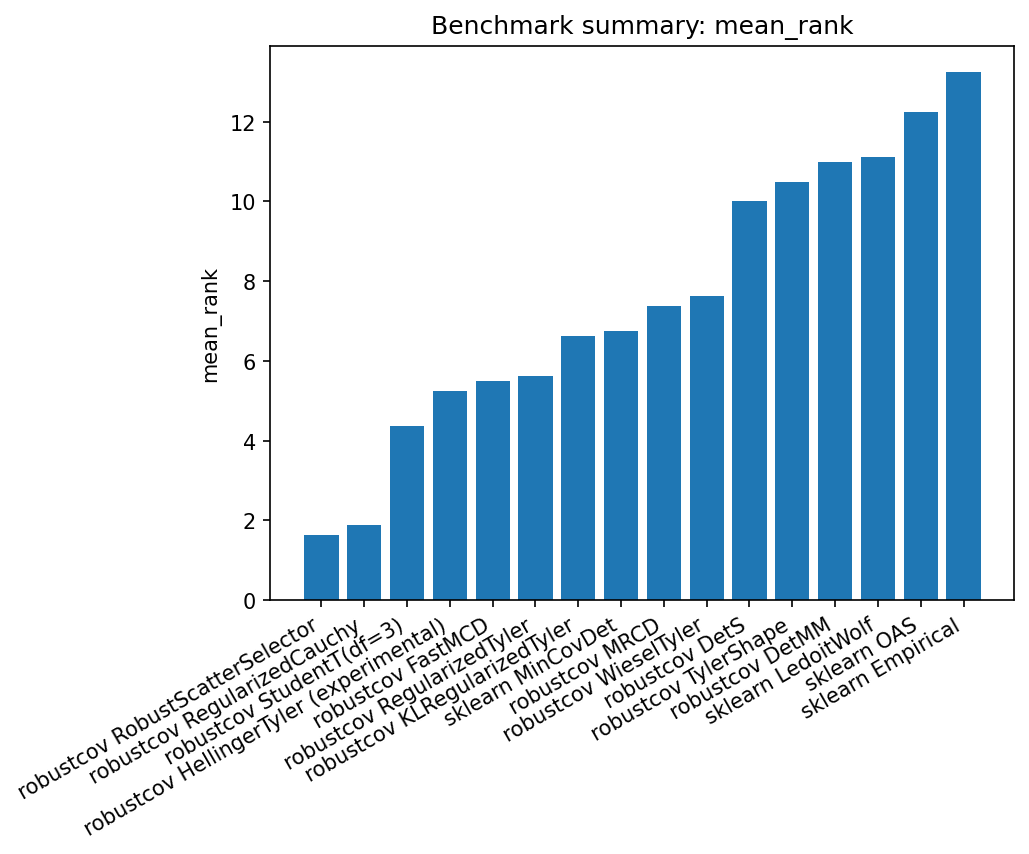 Benchmark summary: mean_rank
mean_rank
12
10
8
6
4
2
0
robustcov RobustScatterSelector
robustcov RegularizedCauchy
robustcov StudentT(df=3)
robustcov HellingerTyler (experimental)
robustcov FastMCD
robustcov RegularizedTyler
robustcov KLRegularizedTyler
sklearn MinCovDet
robustcov MRCD
robustcov WieselTyler
robustcov DetS
robustcov TylerShape
robustcov DetMM
sklearn LedoitWolf
sklearn OAS
sklearn Empirical